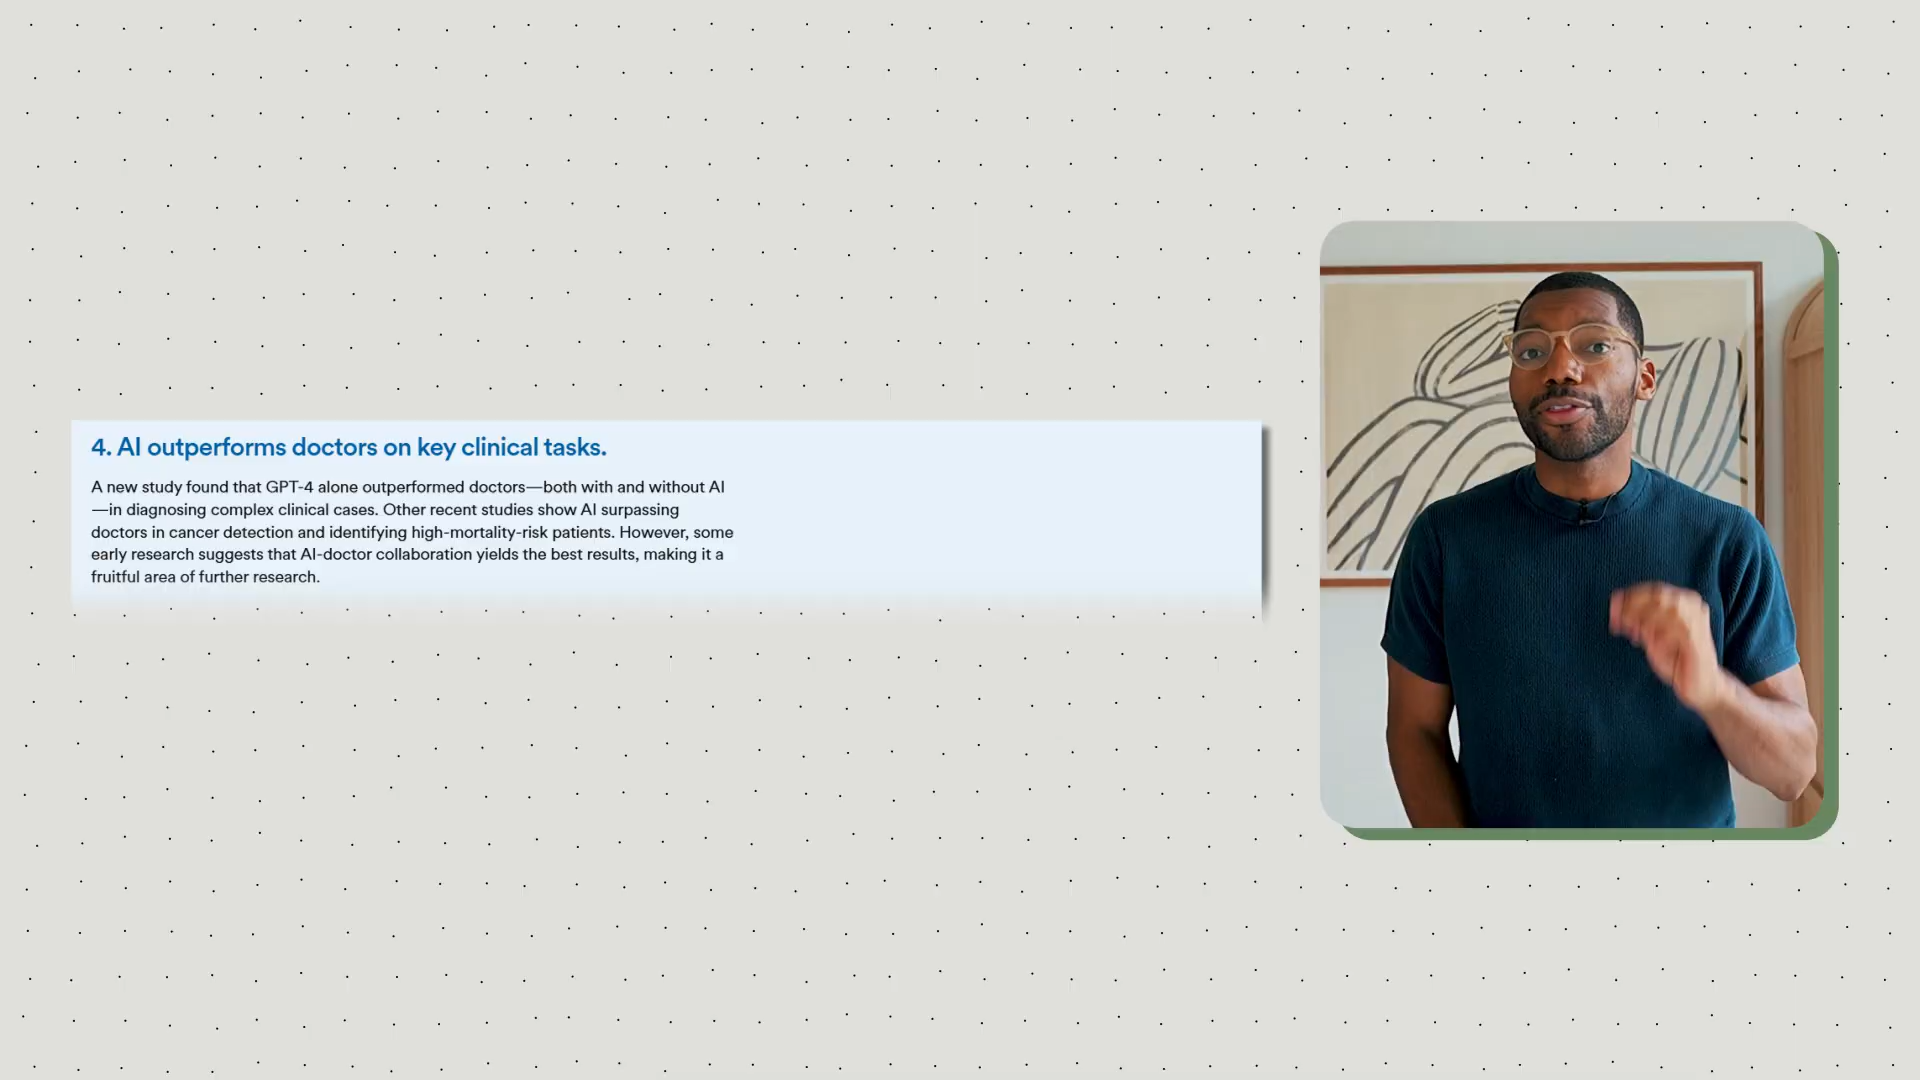 4. AI outperforms doctors on key clinical tasks.
A new study found that GPT-4 alone outperformed doctors—both with and without AI
—in diagnosing complex clinical cases. Other recent studies show AI surpassing
doctors in cancer detection and identifying high-mortality-risk patients. However, some
early research suggests that AI-doctor collaboration yields the best results, making it a
fruitful area of further research.